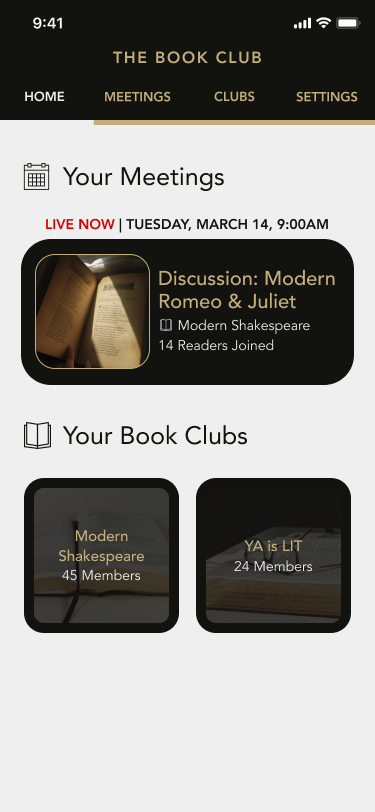 9:41
THE BOOK CLUB
HOME MEETINGS CLUBS SETTINGS
Your Meetings
LIVE NOW | TUESDAY, MARCH 14, 9:00AM
Discussion: Modern
Romeo & Juliet
Modern Shakespeare
14 Readers Joined
Your Book Clubs
Modern
Shakespeare
45 Members
YA is LIT
24 Members